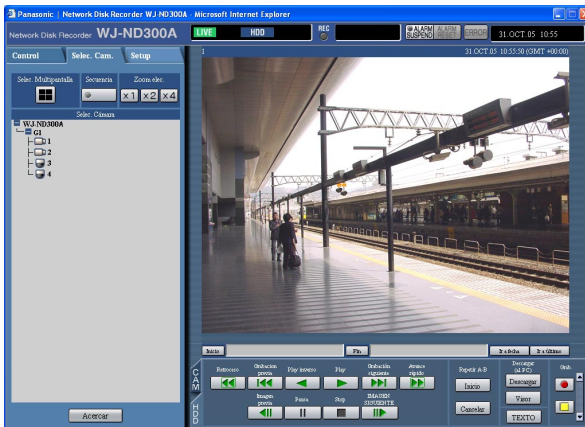 Panasonic | Network Disk Recorder WJ-ND300A - Microsoft Internet Explorer
Network Disk Recorder WJ-ND300A
LIVE HDD REC ALARM SUSPEND ALARM RESET ERROR 31.OCT.05 10:55
Control Selec. Cam. Setup
1 31.OCT.05 10:55:50 (GMT +00:00)
Selec. Multipantalla Secuencia Zoom elec.
x1 x2 x4
Selec. Cámara
WJ-ND300A
G1
1
2
3
4
Inicio Fin Ir a fecha Ir a último
CAM
HDD
Retroceso Grabacion previa Play inverso Play Grabación siguiente Avance rápido
Imagen previa Pausa Stop IMAGEN SIGUIENTE
Repetir A-B
Inicio
Cancelar
Descargar (al PC)
Descargar
Visor
TEXTO
Grab.
Acercar